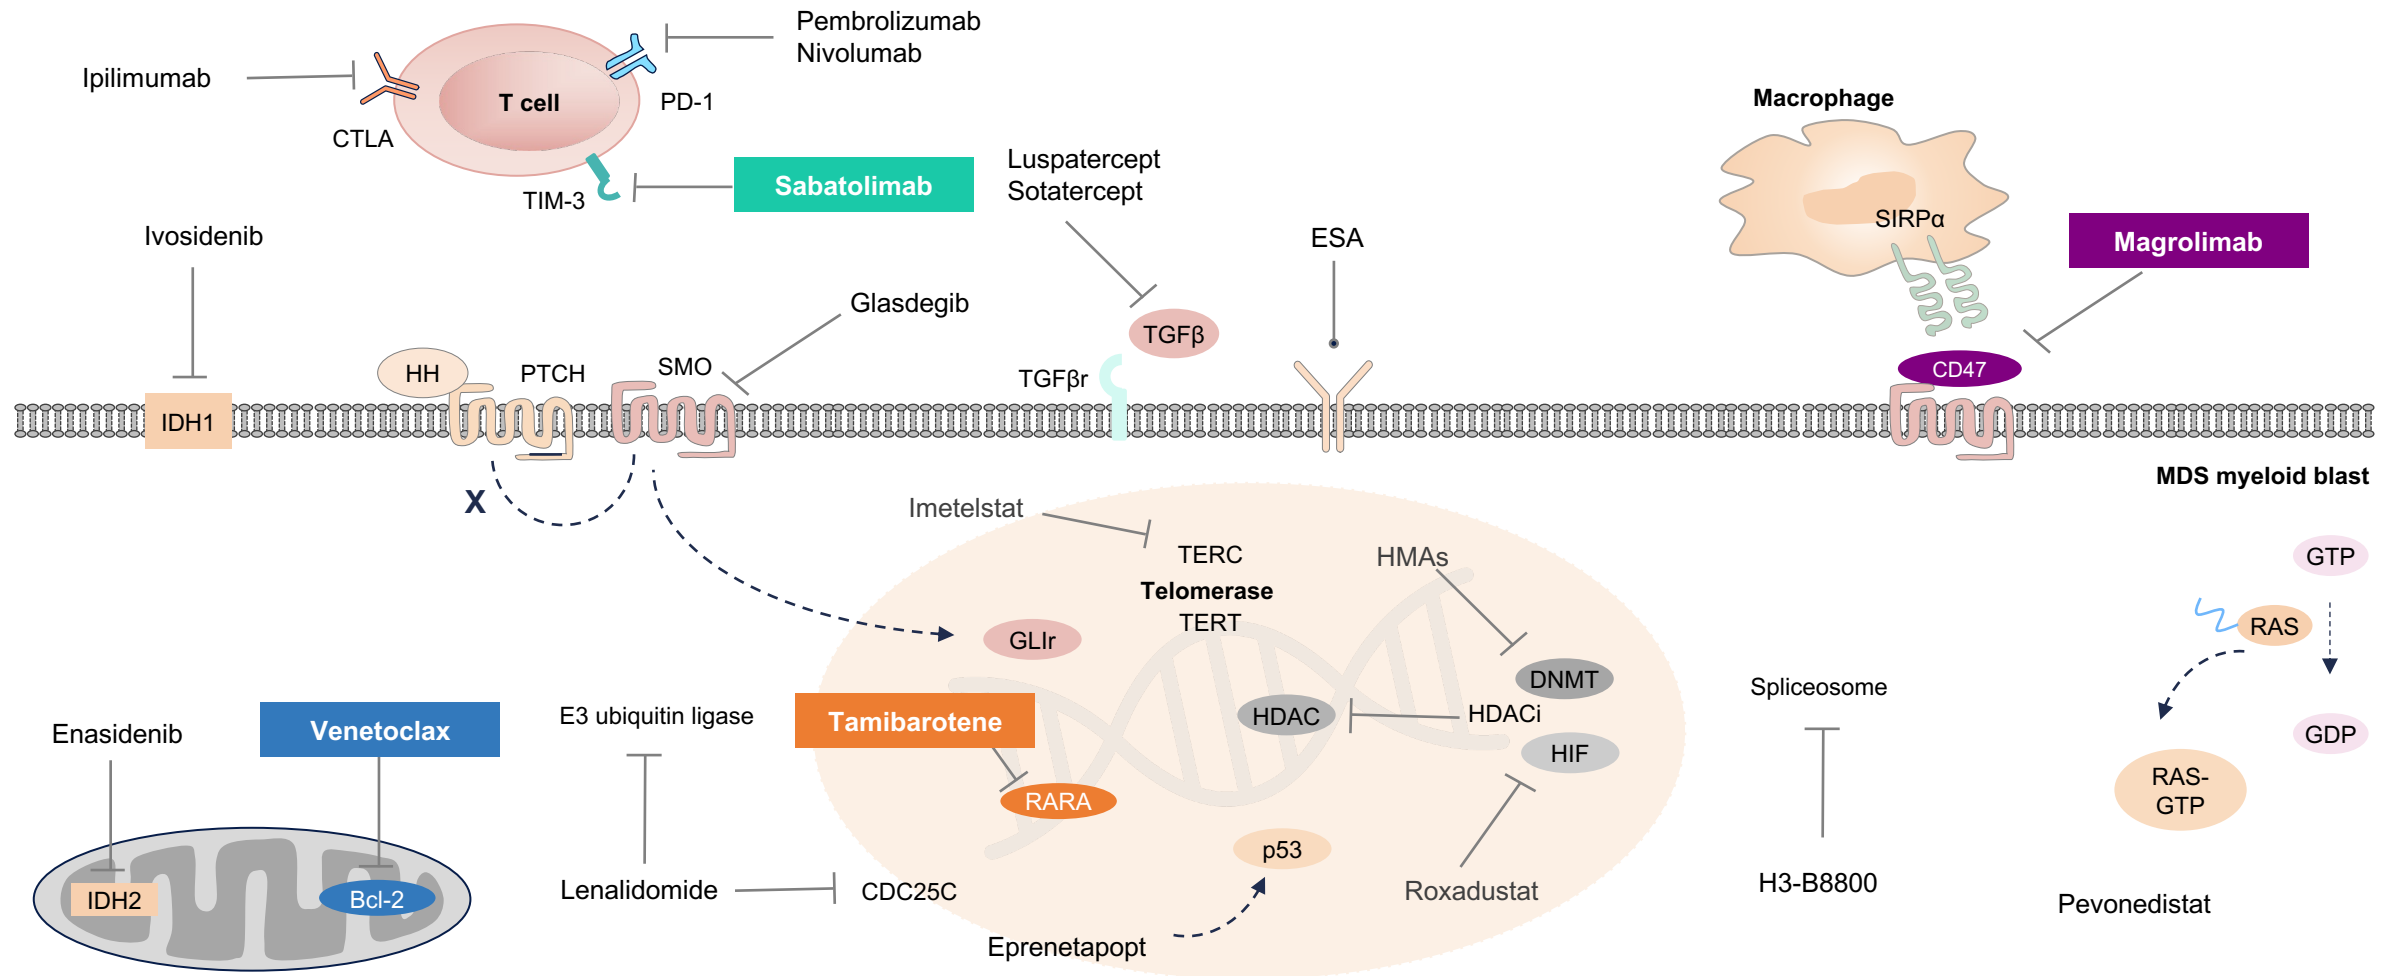 Pembrolizumab
Nivolumab
Ipilimumab
T cell
PD-1
CTLA
Macrophage
Luspatercept
Sotatercept
Sabatolimab
TIM-3
SIRPα
Ivosidenib
ESA
Magrolimab
Glasdegib
TGFβ
HH
PTCH
SMO
TGFβr
CD47
IDH1
MDS myeloid blast
X
Imetelstat
TERC
Telomerase
TERT
HMAs
GTP
RAS
GLIr
DNMT
Spliceosome
E3 ubiquitin ligase
Tamibarotene
HDAC
HDACi
Enasidenib
Venetoclax
GDP
HIF
RAS-
GTP
RARA
p53
IDH2
Bcl-2
Lenalidomide
CDC25C
Roxadustat
H3-B8800
Pevonedistat
Eprenetapopt